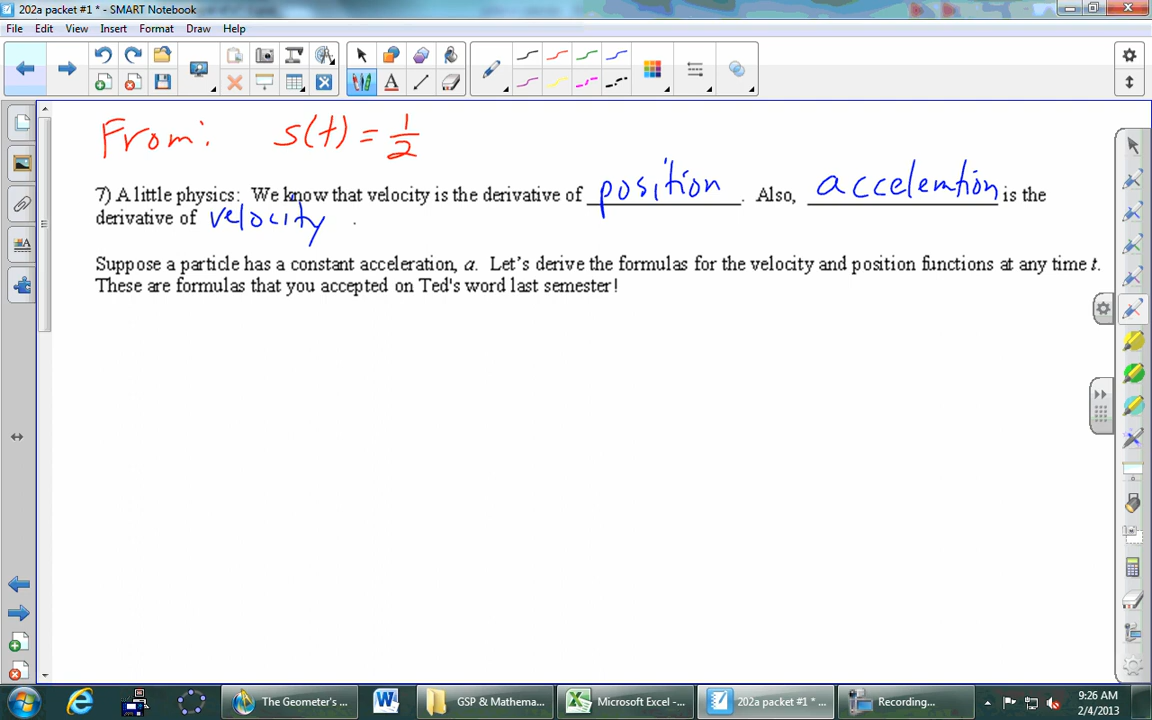 202a packet #1 * - SMART Notebook
File Edit View Insert Format Draw Help
From: s(t) = 1/2
7) A little physics: We know that velocity is the derivative of position. Also, acceleration is the
derivative of velocity .
Suppose a particle has a constant acceleration, a. Let's derive the formulas for the velocity and position functions at any time t.
These are formulas that you accepted on Ted's word last semester!
The Geometer's ...
GSP & Mathema...
Microsoft Excel -...
202a packet #1 * ...
Recording...
9:26 AM
2/4/2013